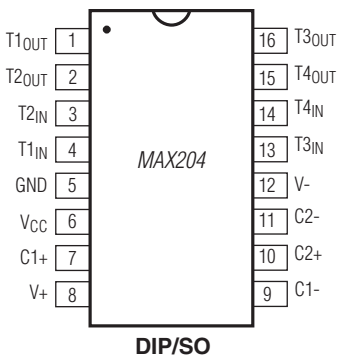 T1OUT 1 16 T3OUT
T2OUT 2 15 T4OUT
T2IN 3 14 T4IN
T1IN 4 13 T3IN
MAX204
GND 5 12 V-
VCC 6 11 C2-
C1+ 7 10 C2+
V+ 8 9 C1-
DIP/SO